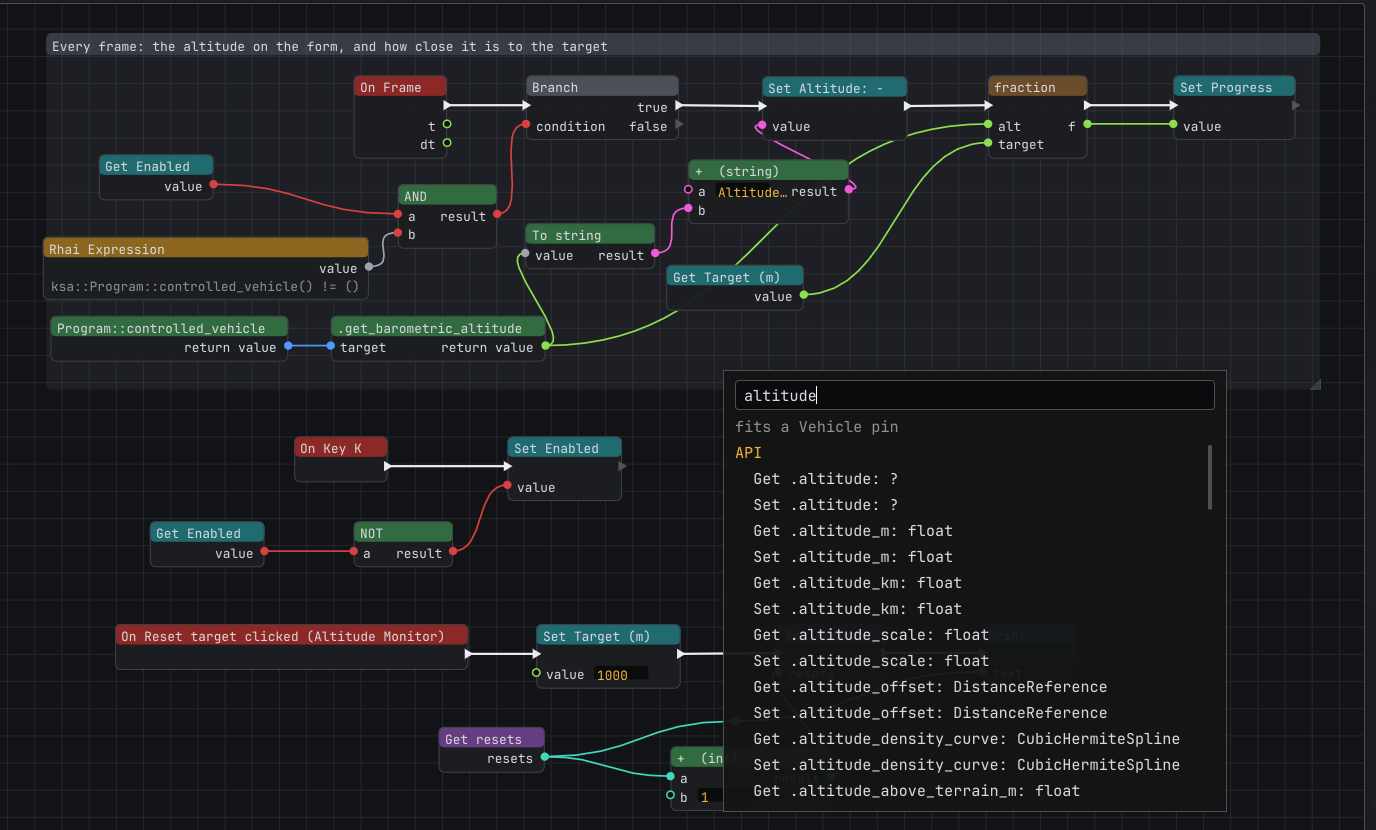 Every frame: the altitude on the form, and how close it is to the target
On Frame
t
dt
Branch
true
condition false
Set Altitude: -
value
fraction
alt f
target
Set Progress
value
Get Enabled
value
AND
a result
b
+ (string)
a Altitude… result
b
To string
value result
Rhai Expression
value
ksa::Program::controlled_vehicle() != ()
Get Target (m)
value
Program::controlled_vehicle
return value
.get_barometric_altitude
target return value
On Key K
Set Enabled
value
Get Enabled
value
NOT
a result
On Reset target clicked (Altitude Monitor)
Set Target (m)
value 1000
Get resets
resets
+ (in
a
b 1
altitude
fits a Vehicle pin
API
Get .altitude: ?
Set .altitude: ?
Get .altitude_m: float
Set .altitude_m: float
Get .altitude_km: float
Set .altitude_km: float
Get .altitude_scale: float
Set .altitude_scale: float
Get .altitude_offset: DistanceReference
Set .altitude_offset: DistanceReference
Get .altitude_density_curve: CubicHermiteSpline
Set .altitude_density_curve: CubicHermiteSpline
Get .altitude_above_terrain_m: float